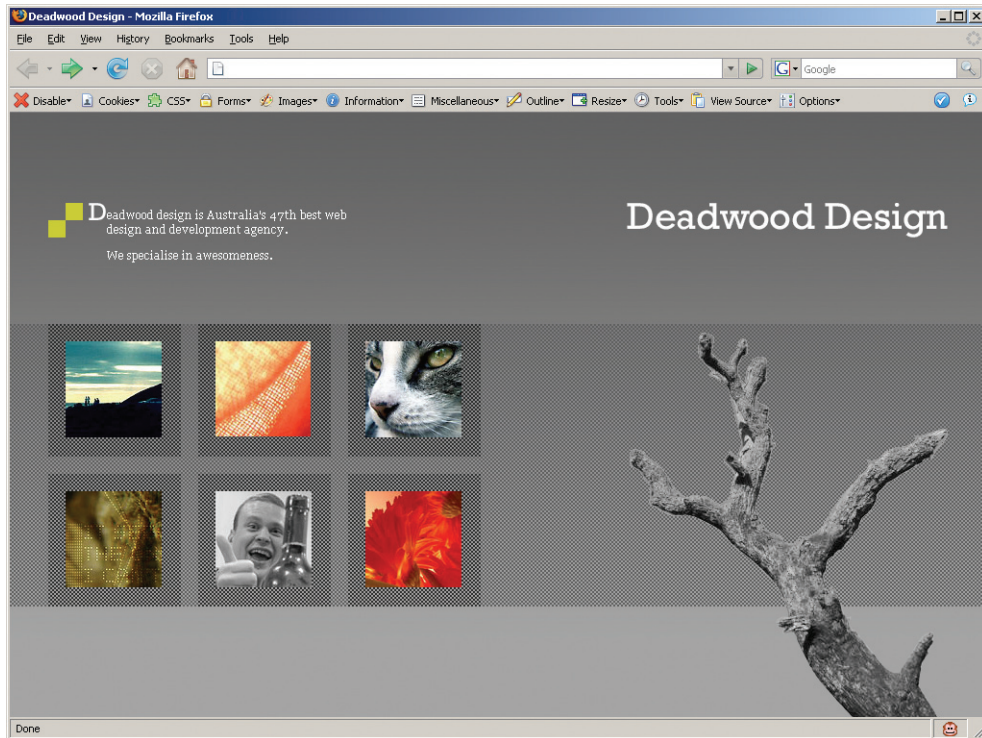 Deadwood Design - Mozilla Firefox
File Edit View History Bookmarks Tools Help
G Google
Disable Cookies CSS Forms Images Information Miscellaneous Outline Resize Tools View Source Options
Deadwood design is Australia's 47th best web
design and development agency.
We specialise in awesomeness.
Deadwood Design
Done